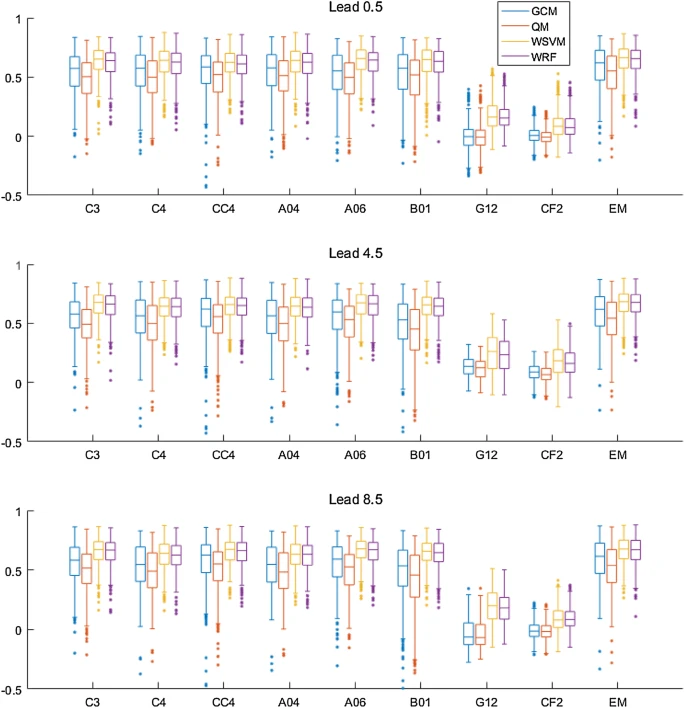 Lead 0.5
GCM
QM
WSVM
WRF
1
0.5
0
-0.5
C3 C4 CC4 A04 A06 B01 G12 CF2 EM
Lead 4.5
1
0.5
0
-0.5
C3 C4 CC4 A04 A06 B01 G12 CF2 EM
Lead 8.5
1
0.5
0
-0.5
C3 C4 CC4 A04 A06 B01 G12 CF2 EM